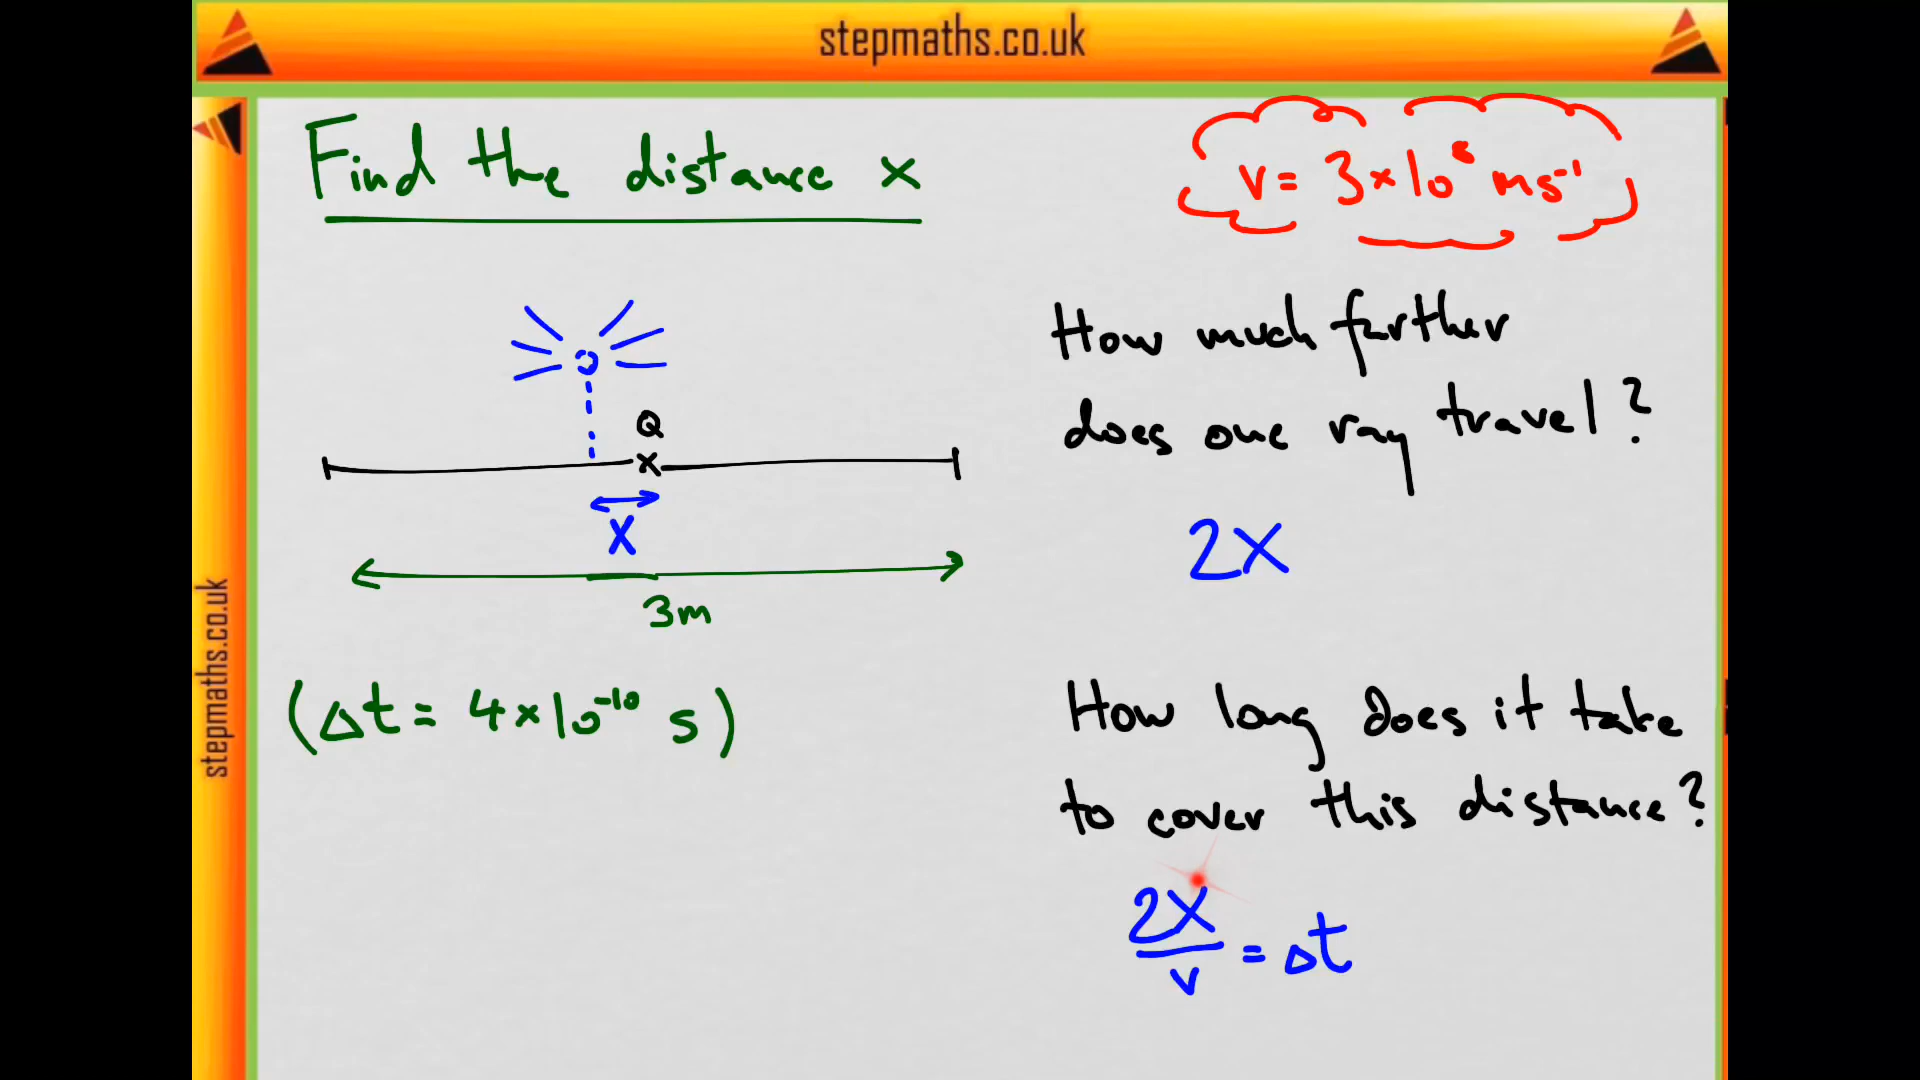 stepmaths.co.uk
stepmaths.co.uk
Find the distance x
v = 3×10⁸ ms⁻¹
Q
x
x
3m
(Δt = 4×10⁻¹⁰ s)
How much further
does one ray travel?
2x
How long does it take
to cover this distance?
2x/v = Δt